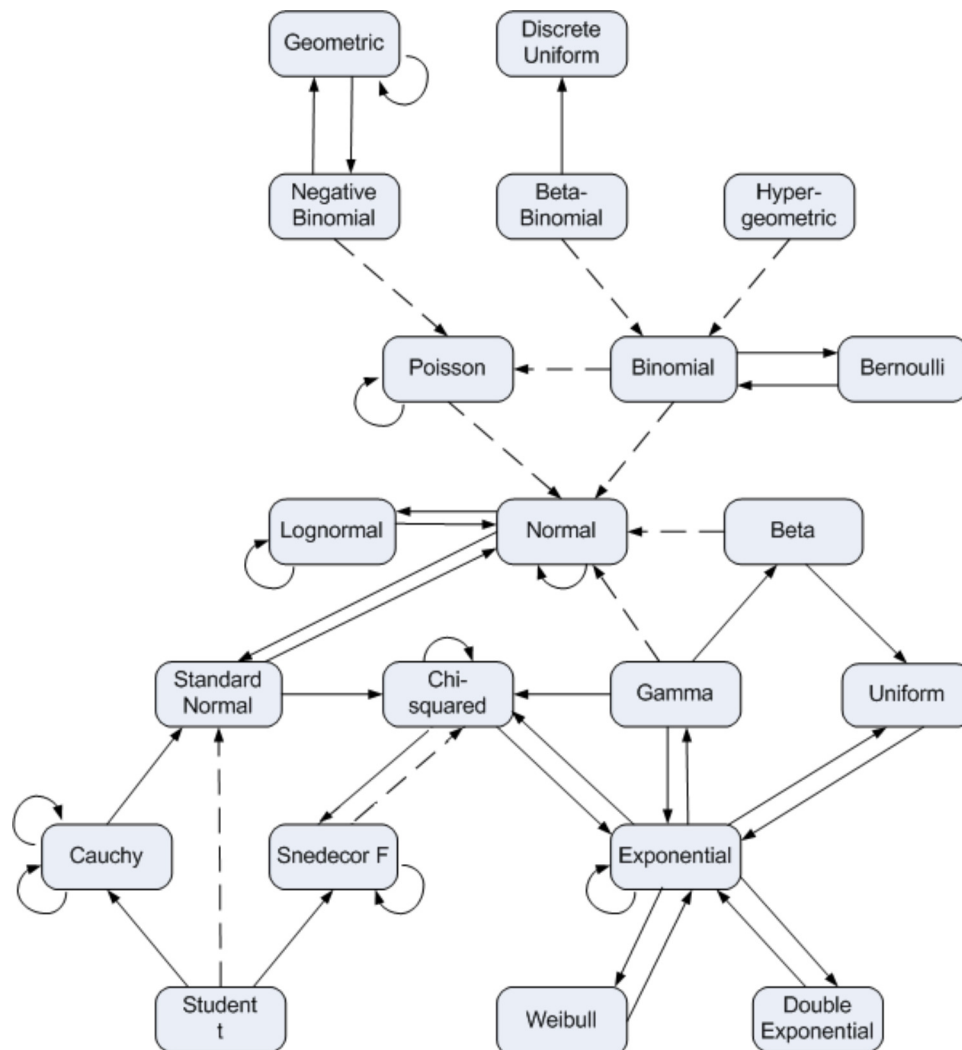 Geometric
Discrete
Uniform
Negative
Binomial
Beta-
Binomial
Hyper-
geometric
Poisson
Binomial
Bernoulli
Lognormal
Normal
Beta
Standard
Normal
Chi-
squared
Gamma
Uniform
Cauchy
Snedecor F
Exponential
Student
t
Weibull
Double
Exponential